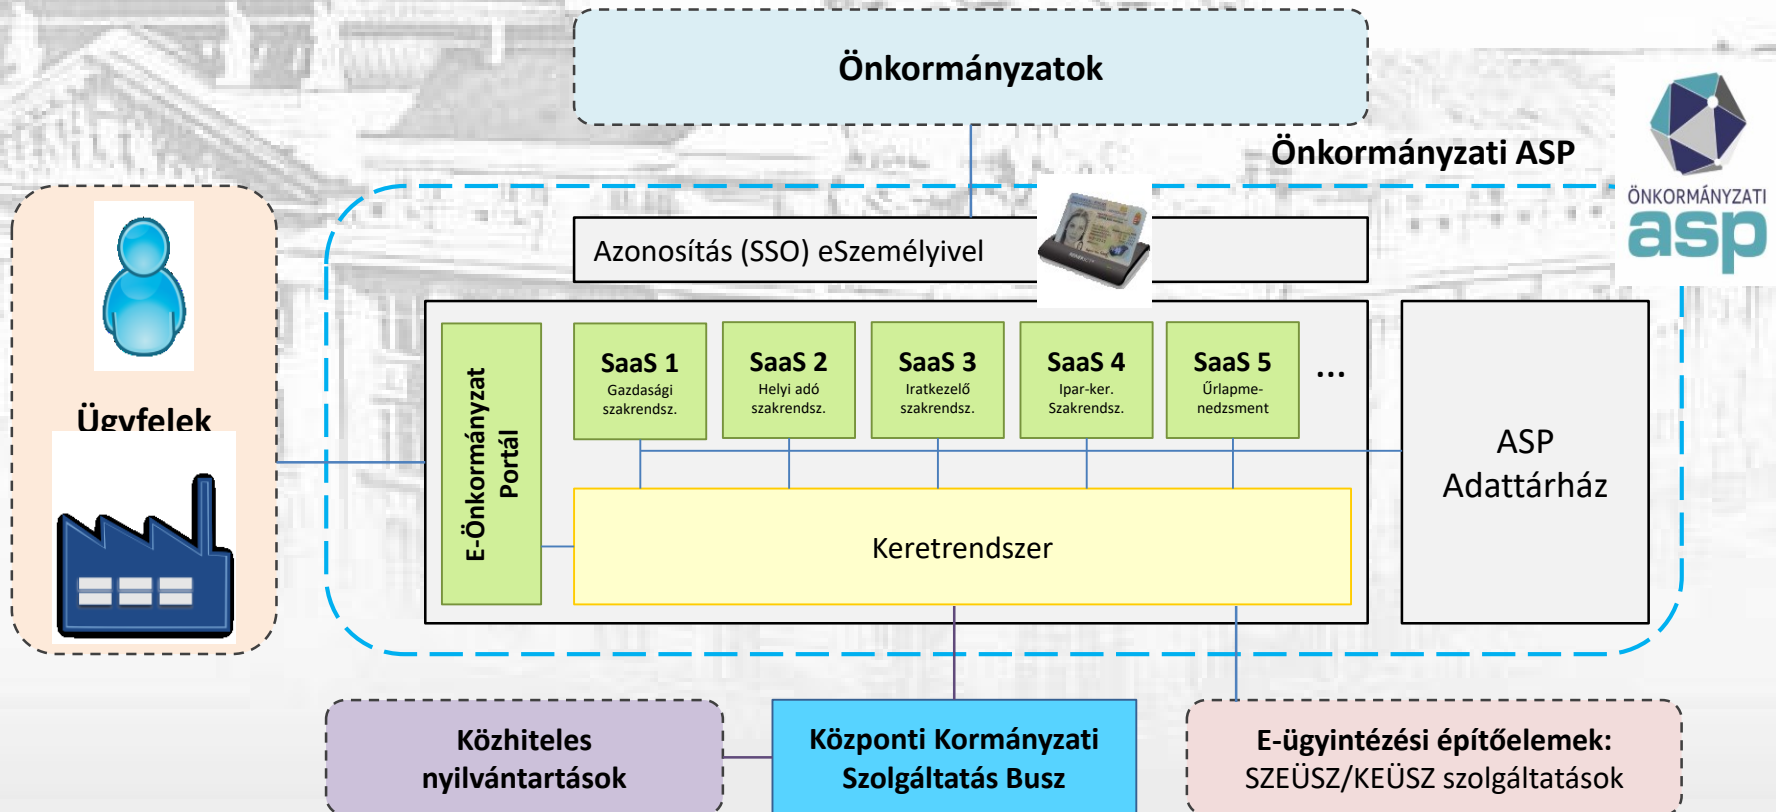 Önkormányzatok
Önkormányzati ASP
ÖNKORMÁNYZATI
asp
Azonosítás (SSO) eSzemélyivel
Ügyfelek
E-Önkormányzat
Portál
SaaS 1
Gazdasági
szakrendsz.
SaaS 2
Helyi adó
szakrendsz.
SaaS 3
Iratkezelő
szakrendsz.
SaaS 4
Ipar-ker.
Szakrendsz.
SaaS 5
Űrlapme-
nedzsment
...
Keretrendszer
ASP
Adattárház
Közhiteles
nyilvántartások
Központi Kormányzati
Szolgáltatás Busz
E-ügyintézési építőelemek:
SZEÜSZ/KEÜSZ szolgáltatások